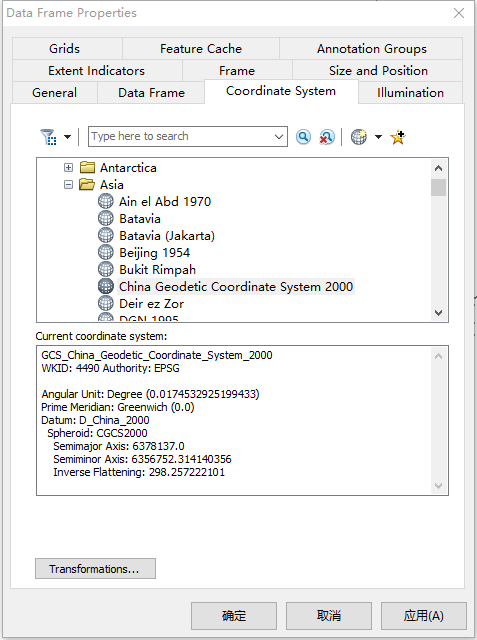 Data Frame Properties
Grids Feature Cache Annotation Groups
Extent Indicators Frame Size and Position
General Data Frame Coordinate System Illumination
Type here to search
Antarctica
Asia
Ain el Abd 1970
Batavia
Batavia (Jakarta)
Beijing 1954
Bukit Rimpah
China Geodetic Coordinate System 2000
Deir ez Zor
DGN 1995
Current coordinate system:
GCS_China_Geodetic_Coordinate_System_2000
WKID: 4490 Authority: EPSG
Angular Unit: Degree (0.0174532925199433)
Prime Meridian: Greenwich (0.0)
Datum: D_China_2000
Spheroid: CGCS2000
Semimajor Axis: 6378137.0
Semiminor Axis: 6356752.314140356
Inverse Flattening: 298.257222101
Transformations...
确定 取消 应用(A)